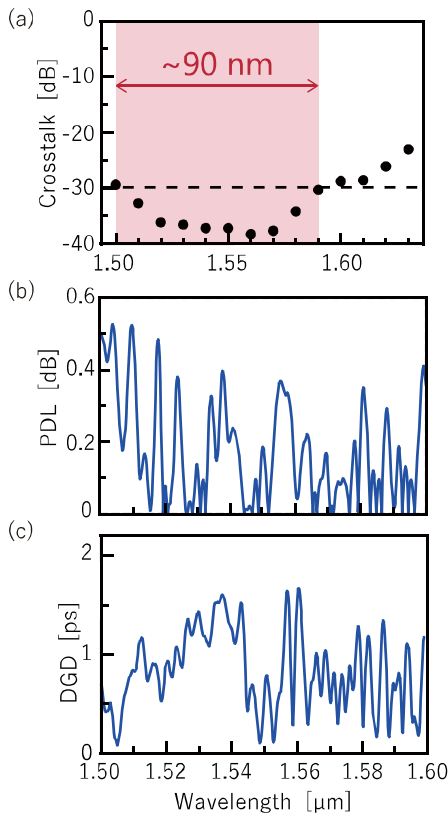 (a)
0
-10
-20
-30
-40
Crosstalk [dB]
~90 nm
1.50
1.55
1.60
(b)
0.6
0.4
0.2
0
PDL [dB]
(c)
2
1
0
DGD [ps]
1.50
1.52
1.54
1.56
1.58
1.60
Wavelength [μm]